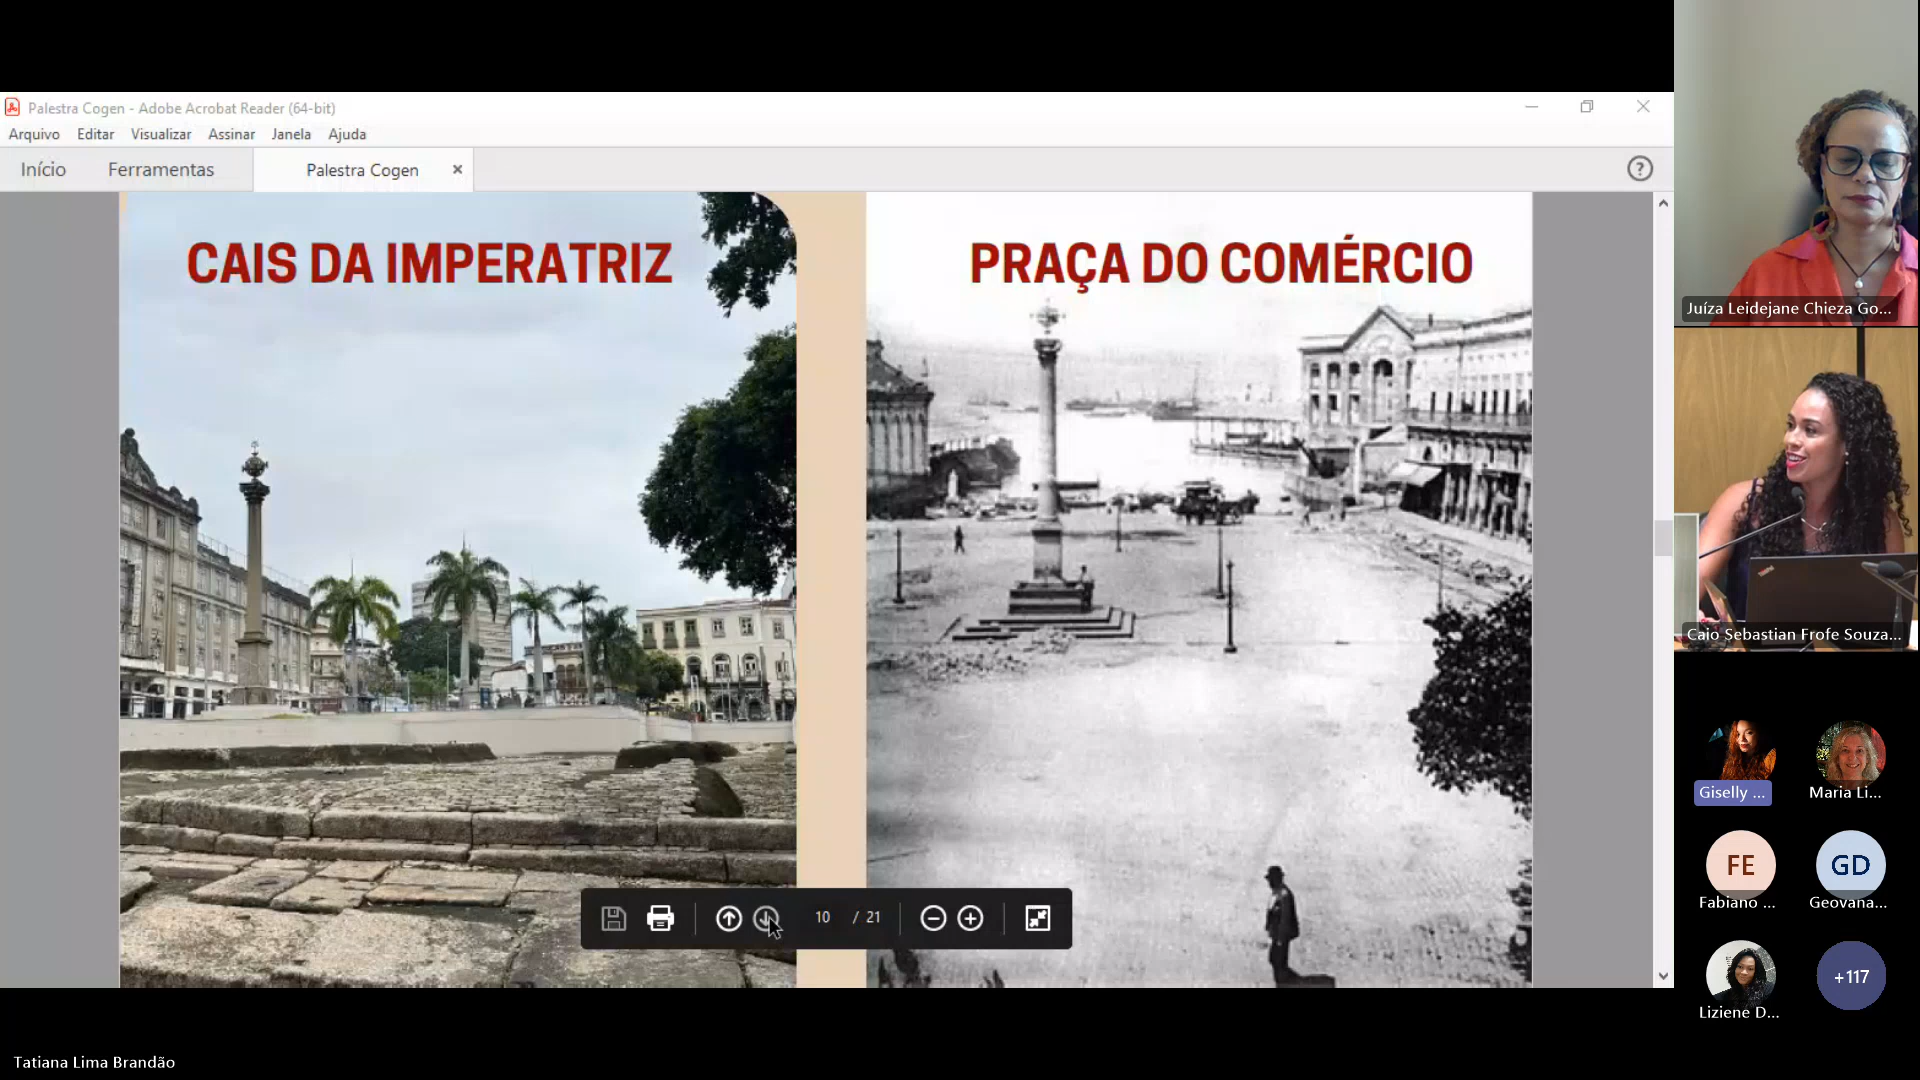 Palestra Cogen - Adobe Acrobat Reader (64-bit)
Arquivo Editar Visualizar Assinar Janela Ajuda
Início Ferramentas Palestra Cogen
CAIS DA IMPERATRIZ
PRAÇA DO COMÉRCIO
10 / 21
Juíza Leidejane Chieza Go...
Caio Sebastian Frofe Souza...
Giselly ...
Maria Li...
FE
Fabiano ...
GD
Geovana...
Liziene D...
+117
Tatiana Lima Brandão